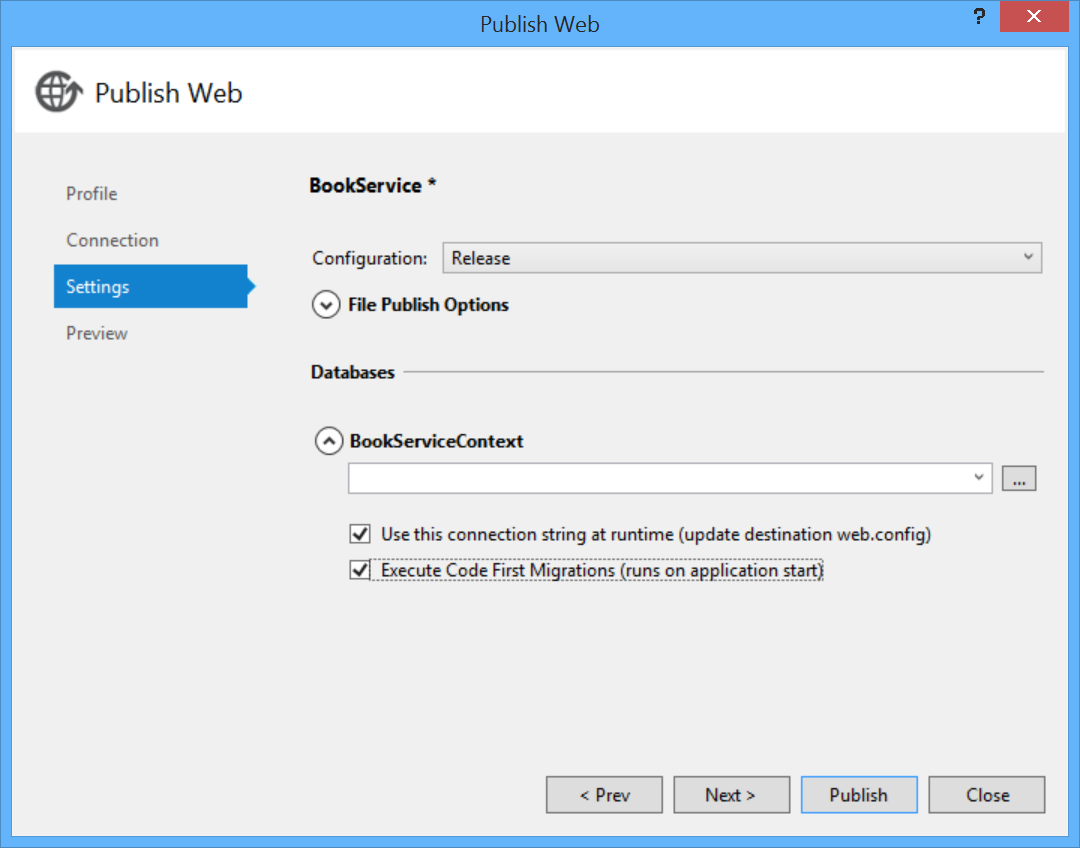 Publish Web
?
Publish Web
Profile
Connection
Settings
Preview
BookService *
Configuration: Release
File Publish Options
Databases
BookServiceContext
...
Use this connection string at runtime (update destination web.config)
Execute Code First Migrations (runs on application start)
< Prev Next > Publish Close